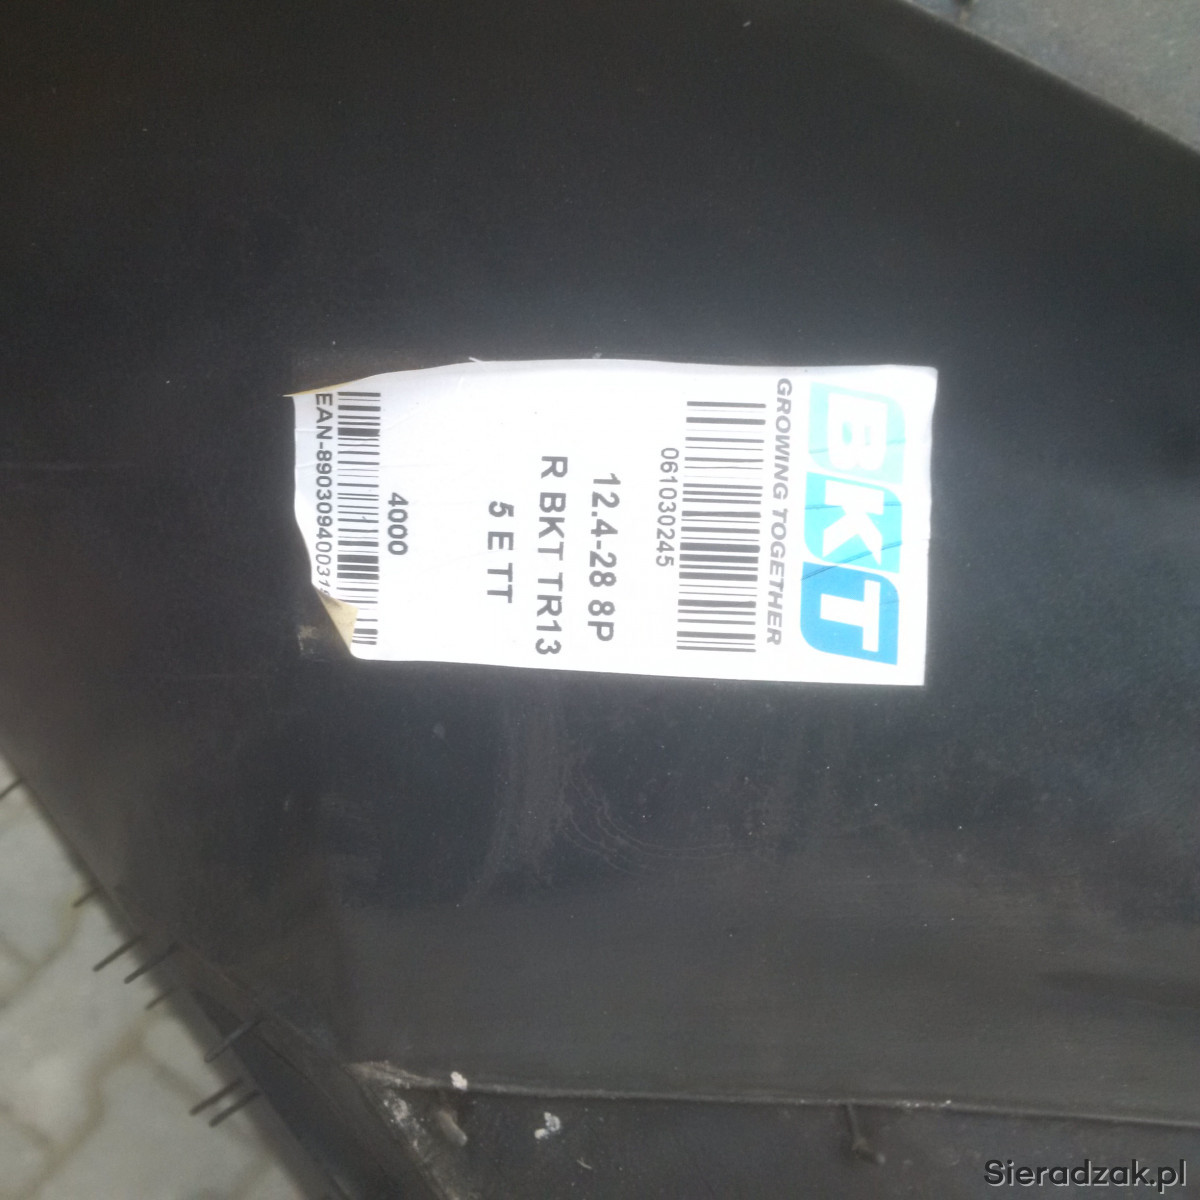 BKT
GROWING TOGETHER
061030245
12.4-28 8P
R BKT TR13
5 E TT
4000
Sieradzak.pl